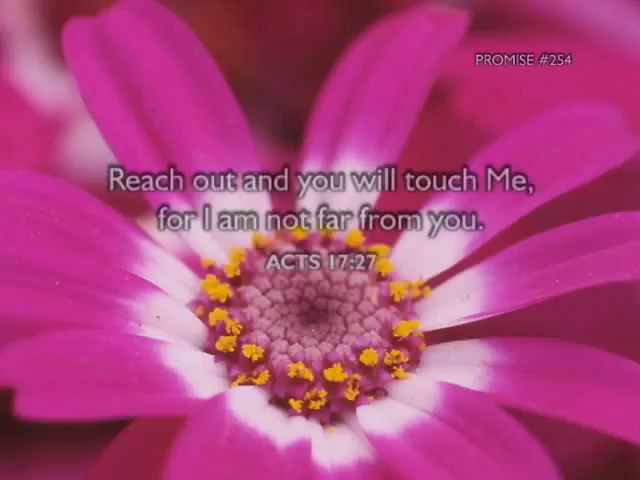 PROMISE #254
Reach out and you will touch Me,
for I am not far from you.
ACTS 17:27